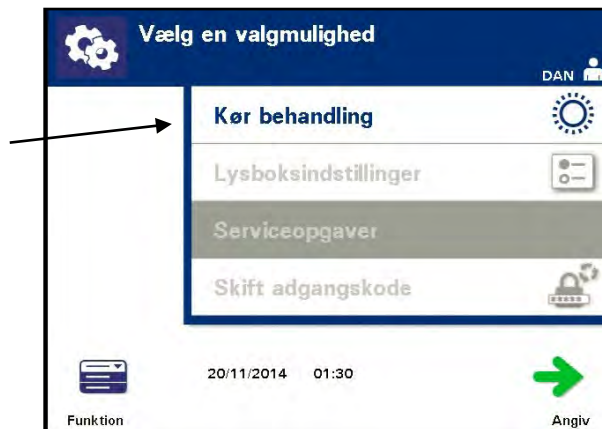 Vælg en valgmulighed
DAN
Kør behandling
Lysboksindstillinger
Serviceopgaver
Skift adgangskode
20/11/2014 01:30
Funktion
Angiv